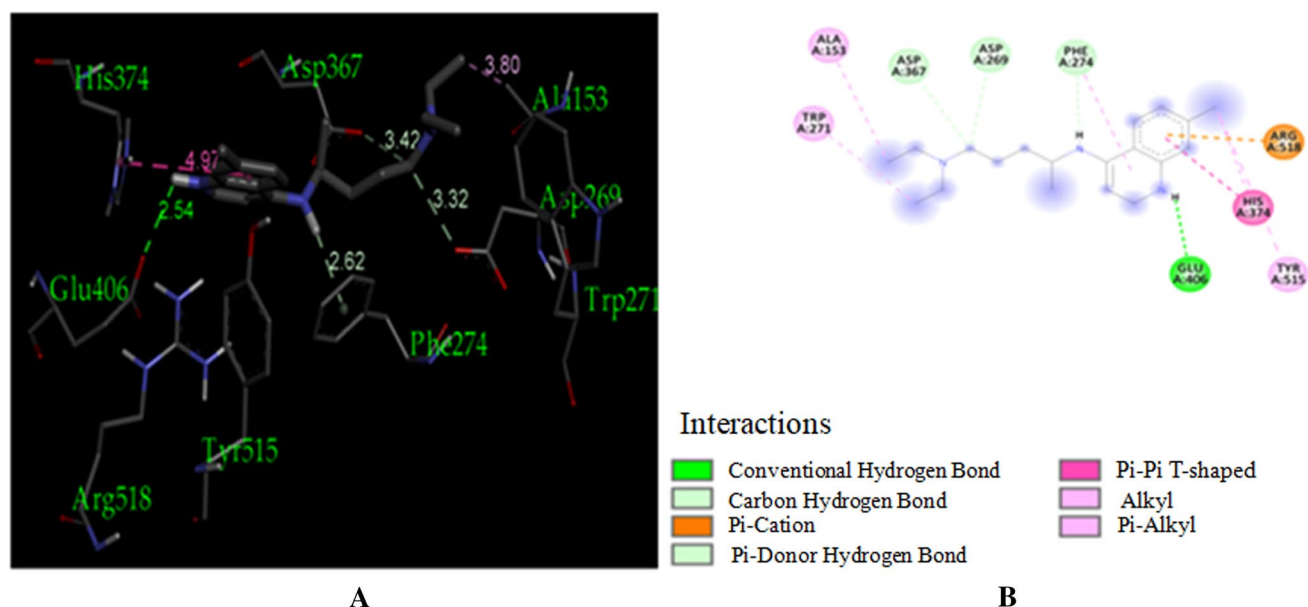 His374
Asp367
3.80
Ala153
3.42
4.97
Asp269
2.54
3.32
Glu406
2.62
Trp271
Phe274
Tyr515
Arg518
A
ALA
A:153
ASP
A:367
ASP
A:269
PHE
A:274
TRP
A:271
H
ARG
A:518
H
HIS
A:374
GLU
A:406
TYR
A:515
Interactions
Conventional Hydrogen Bond
Carbon Hydrogen Bond
Pi-Cation
Pi-Donor Hydrogen Bond
Pi-Pi T-shaped
Alkyl
Pi-Alkyl
B